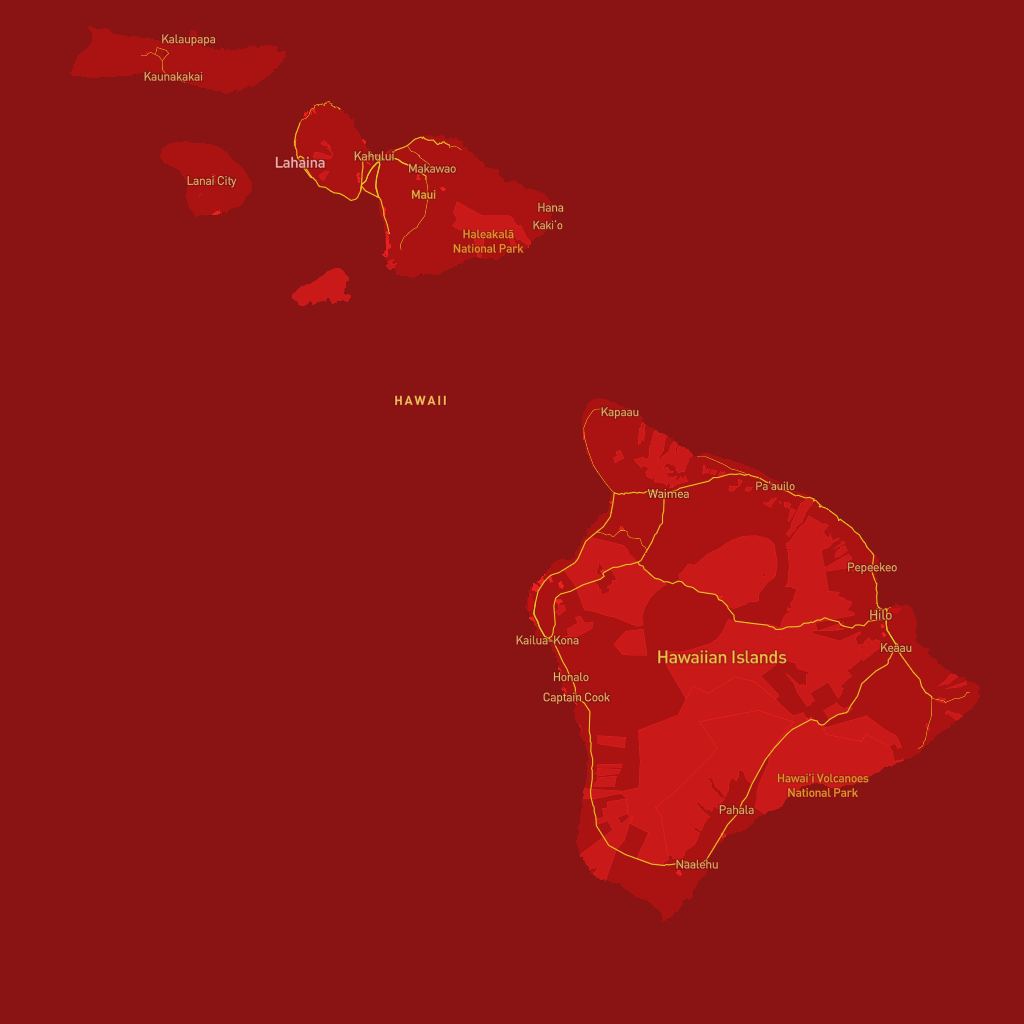 Kalaupapa
Kaunakakai
Kahului
Lahaina
Makawao
Lanai City
Maui
Hana
Kaki'o
Haleakalā
National Park
HAWAII
Kapaau
Pa'auilo
Waimea
Pepeekeo
Hilo
Kailua-Kona
Keaau
Hawaiian Islands
Honalo
Captain Cook
Hawai'i Volcanoes
National Park
Pahala
Naalehu